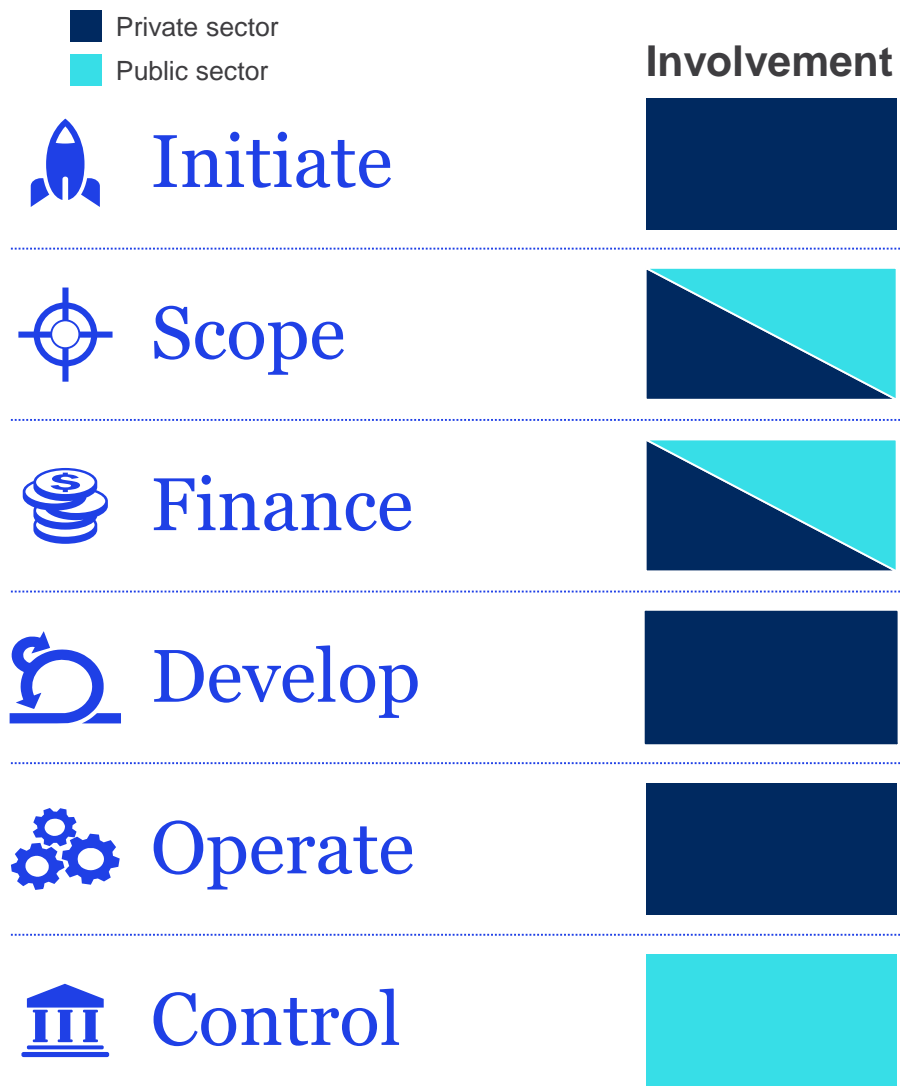 Private sector
Public sector
Involvement
Initiate
Scope
$
Finance
Develop
Operate
Control